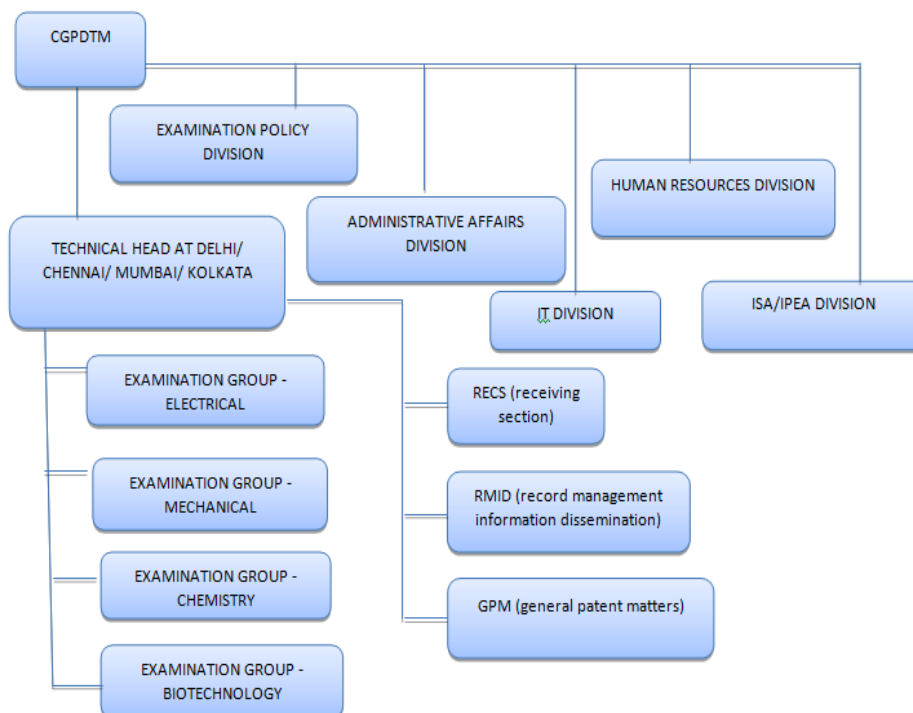 CGPDTM
EXAMINATION POLICY
DIVISION
HUMAN RESOURCES DIVISION
ADMINISTRATIVE AFFAIRS
DIVISION
TECHNICAL HEAD AT DELHI/
CHENNAI/ MUMBAI/ KOLKATA
IT DIVISION
ISA/IPEA DIVISION
EXAMINATION GROUP -
ELECTRICAL
EXAMINATION GROUP -
MECHANICAL
EXAMINATION GROUP -
CHEMISTRY
EXAMINATION GROUP -
BIOTECHNOLOGY
RECS (receiving
section)
RMID (record management
information dissemination)
GPM (general patent matters)